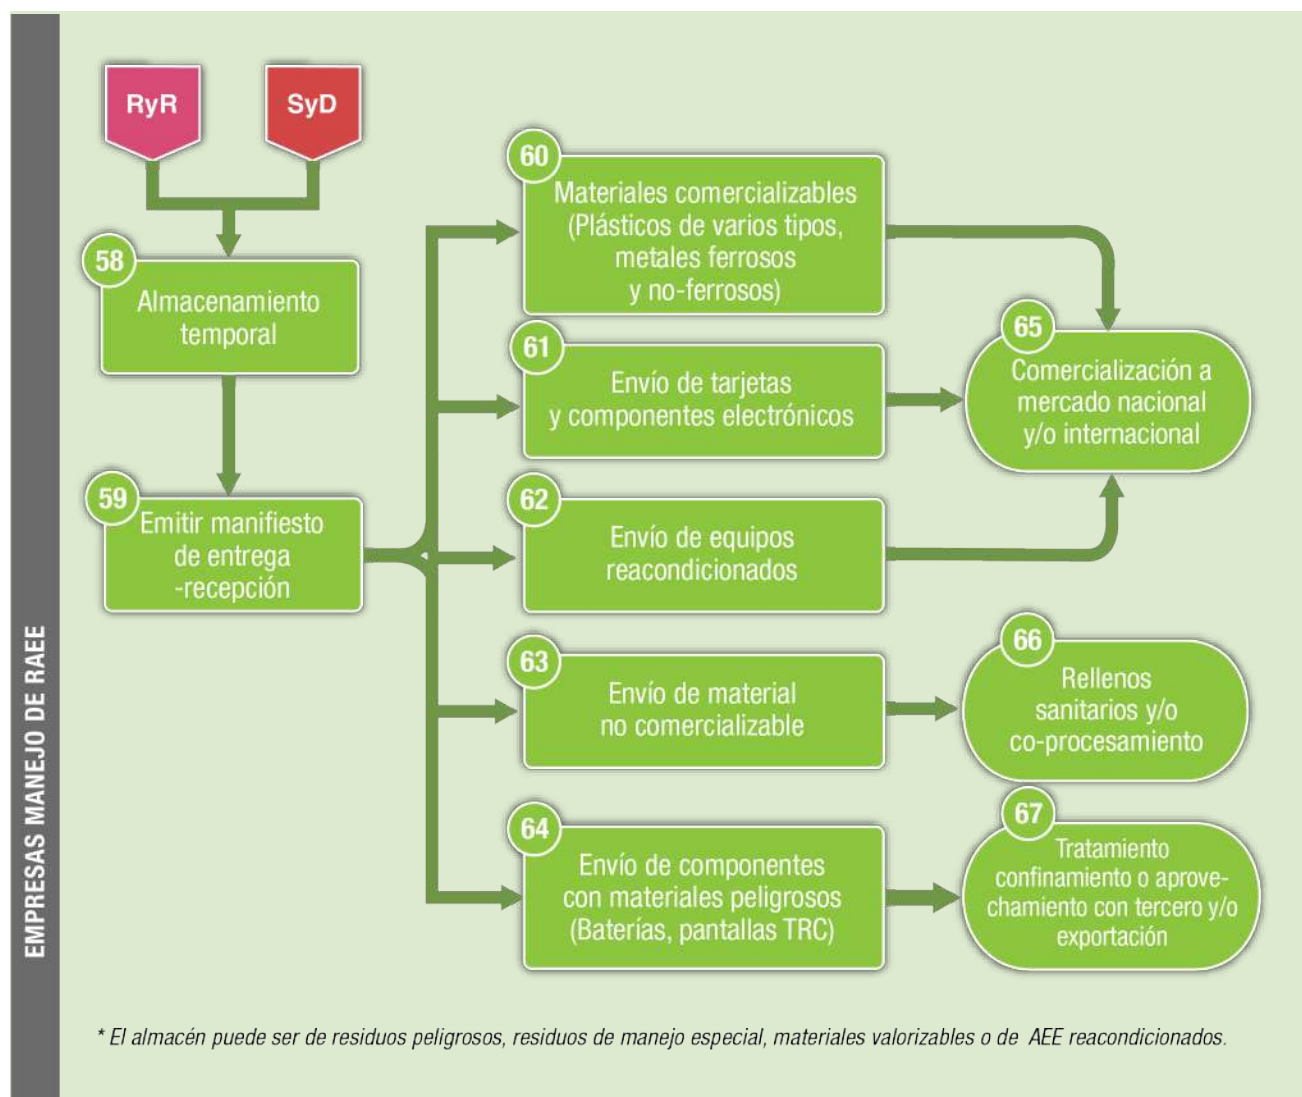 RyR
SyD
58
Almacenamiento
temporal
59
Emitir manifiesto
de entrega
-recepción
60
Materiales comercializables
(Plásticos de varios tipos,
metales ferrosos
y no-ferrosos)
61
Envío de tarjetas
y componentes electrónicos
62
Envío de equipos
reacondicionados
63
Envío de material
no comercializable
64
Envío de componentes
con materiales peligrosos
(Baterías, pantallas TRC)
65
Comercialización a
mercado nacional
y/o internacional
66
Rellenos
sanitarios y/o
co-procesamiento
67
Tratamiento
confinamiento o aprove-
chamiento con tercero y/o
exportación
EMPRESAS MANEJO DE RAEE
* El almacén puede ser de residuos peligrosos, residuos de manejo especial, materiales valorizables o de AEE reacondicionados.